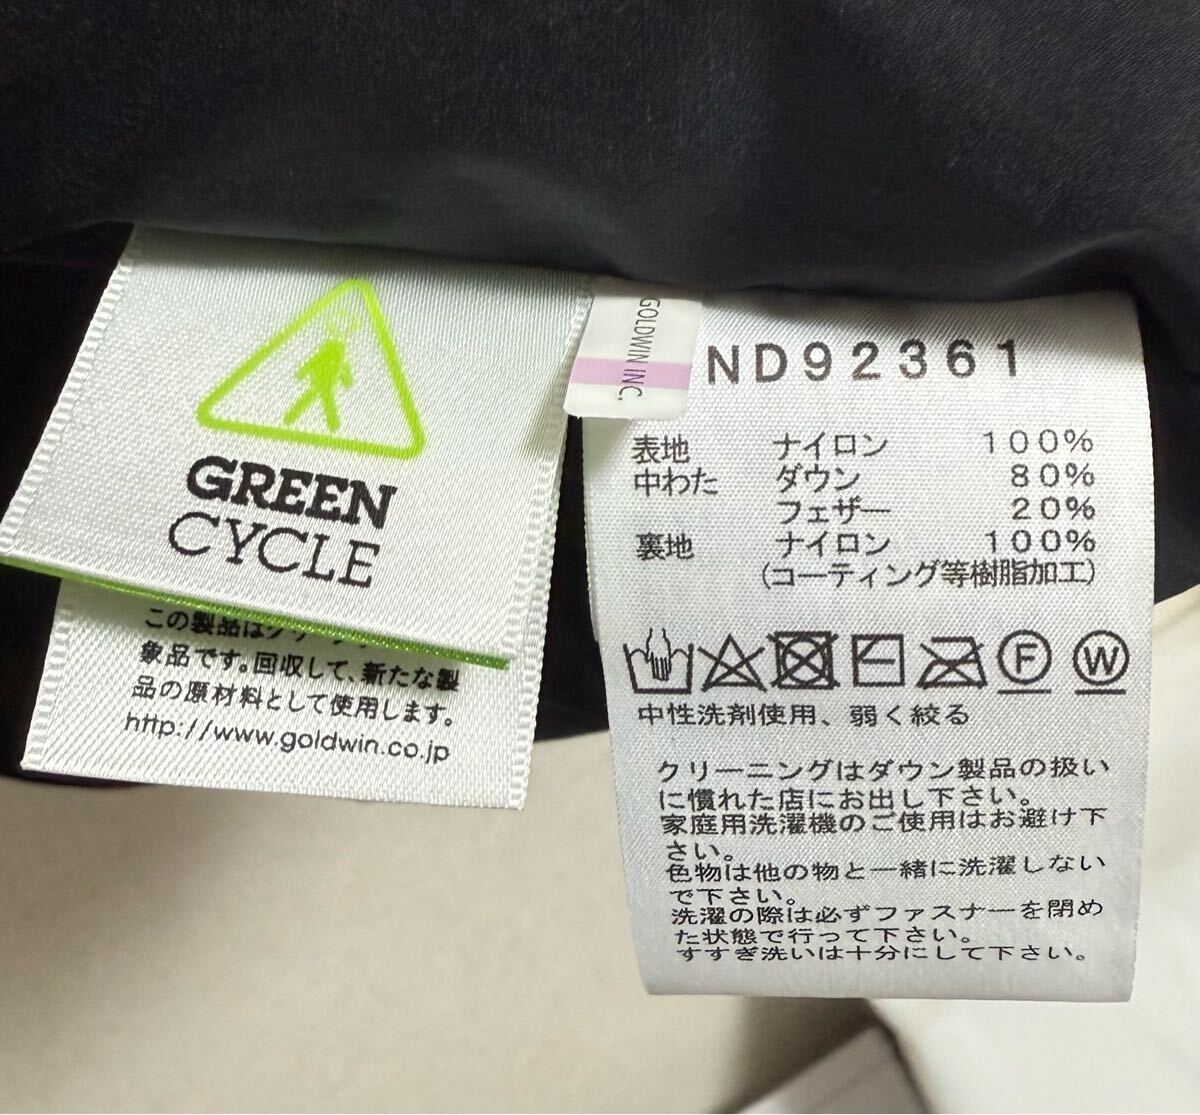 GREEN
CYCLE
この製品はグリーン
象品です。回収して、新たな製
品の原材料として使用します。
http://www.goldwin.co.jp
GOLDWIN INC.
ND92361
表地 ナイロン 100%
中わた ダウン 80%
フェザー 20%
裏地 ナイロン 100%
(コーティング等樹脂加工)
F W
中性洗剤使用、弱く絞る
クリーニングはダウン製品の扱い
に慣れた店にお出し下さい。
家庭用洗濯機のご使用はお避け下
さい。
色物は他の物と一緒に洗濯しない
で下さい。
洗濯の際は必ずファスナーを閉め
た状態で行って下さい。
すすぎ洗いは十分にして下さい。